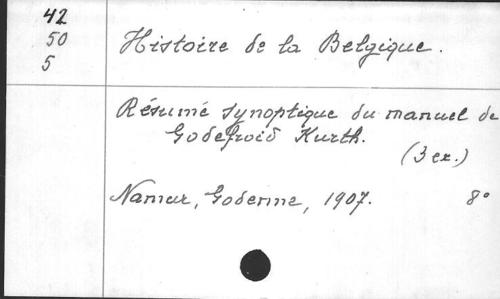 42
50
5
Histoire de la Belgique.
Résumé synoptique du manuel de
Godefroid Kurth.
(3 ex.)
Namur, Godenne, 1907. 8°